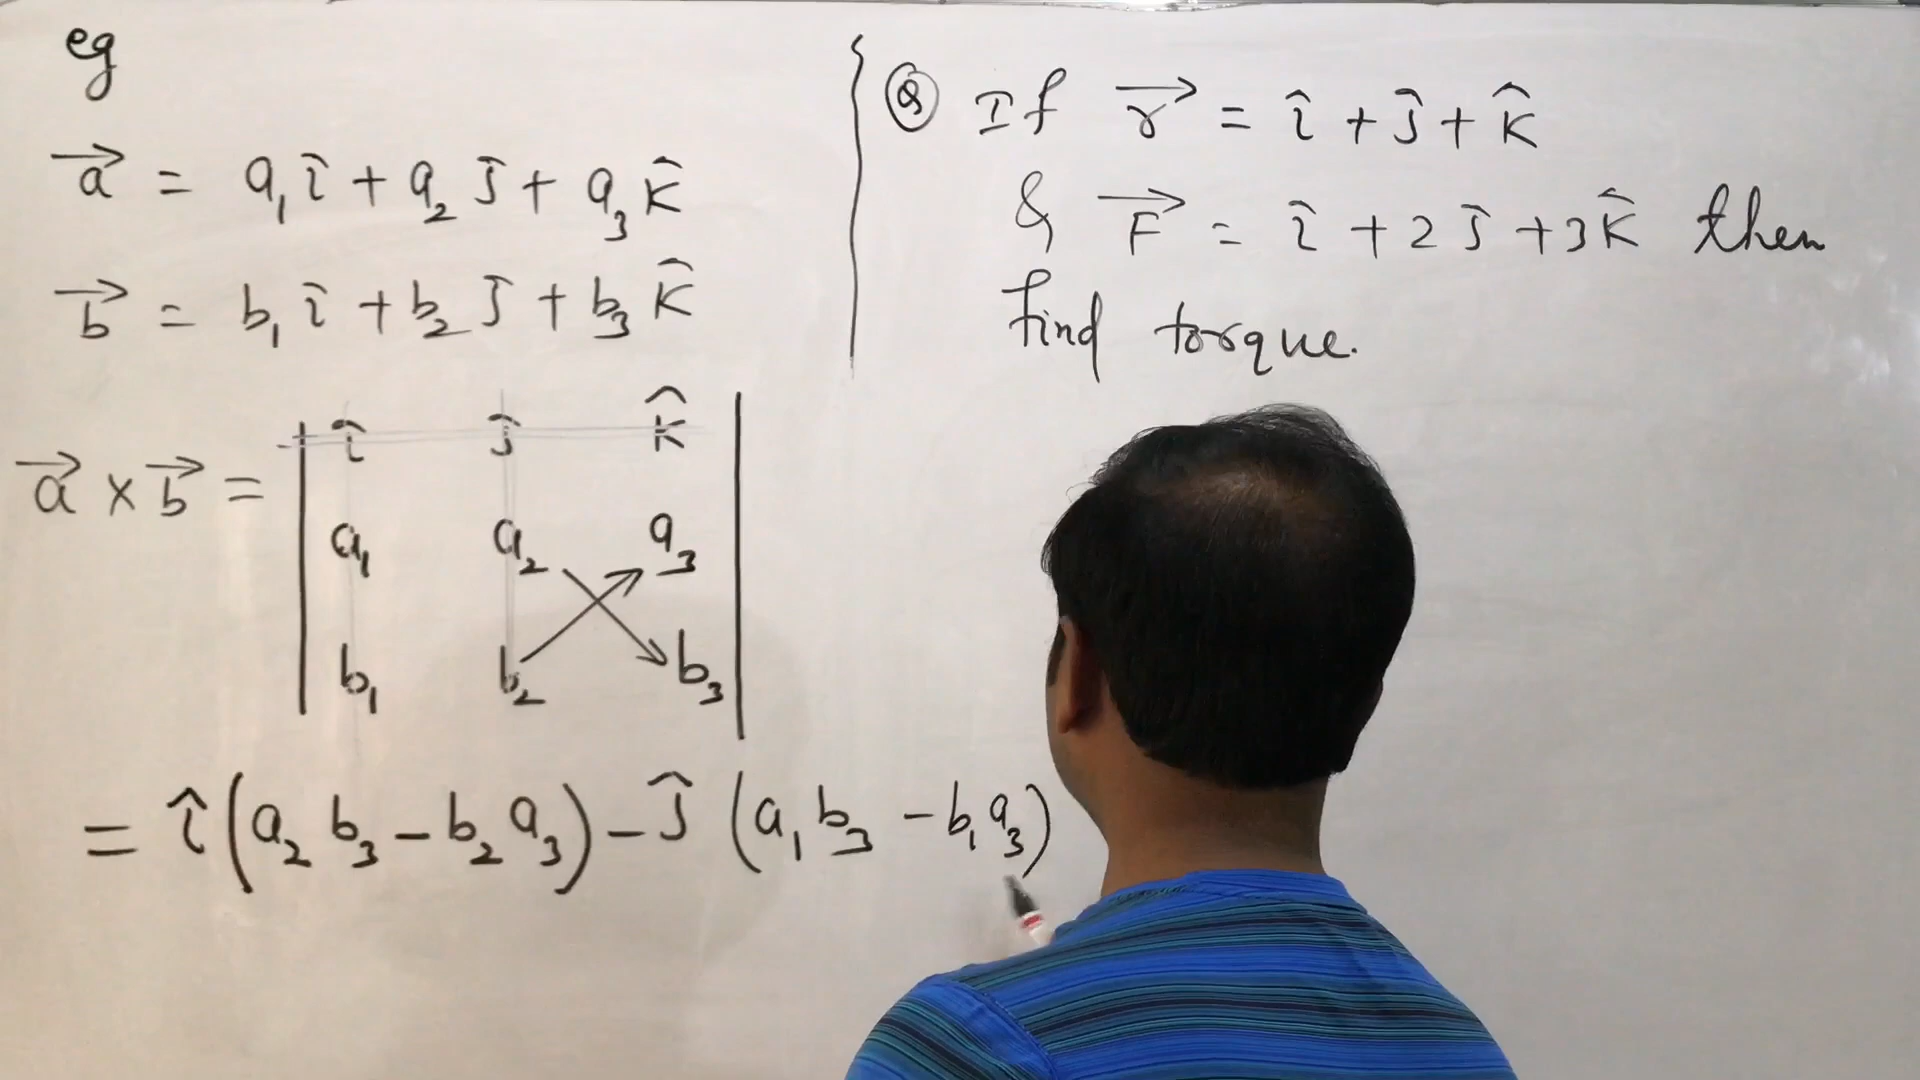 eg
a⃗ = a₁î + a₂ĵ + a₃k̂
b⃗ = b₁î + b₂ĵ + b₃k̂
a⃗ × b⃗ = | î ĵ k̂ |
a₁ a₂ a₃
b₁ b₂ b₃
= î(a₂b₃ - b₂a₃) - ĵ(a₁b₃ - b₁a₃)
Q If r⃗ = î + ĵ + k̂
& F⃗ = î + 2ĵ + 3k̂ then
find torque.